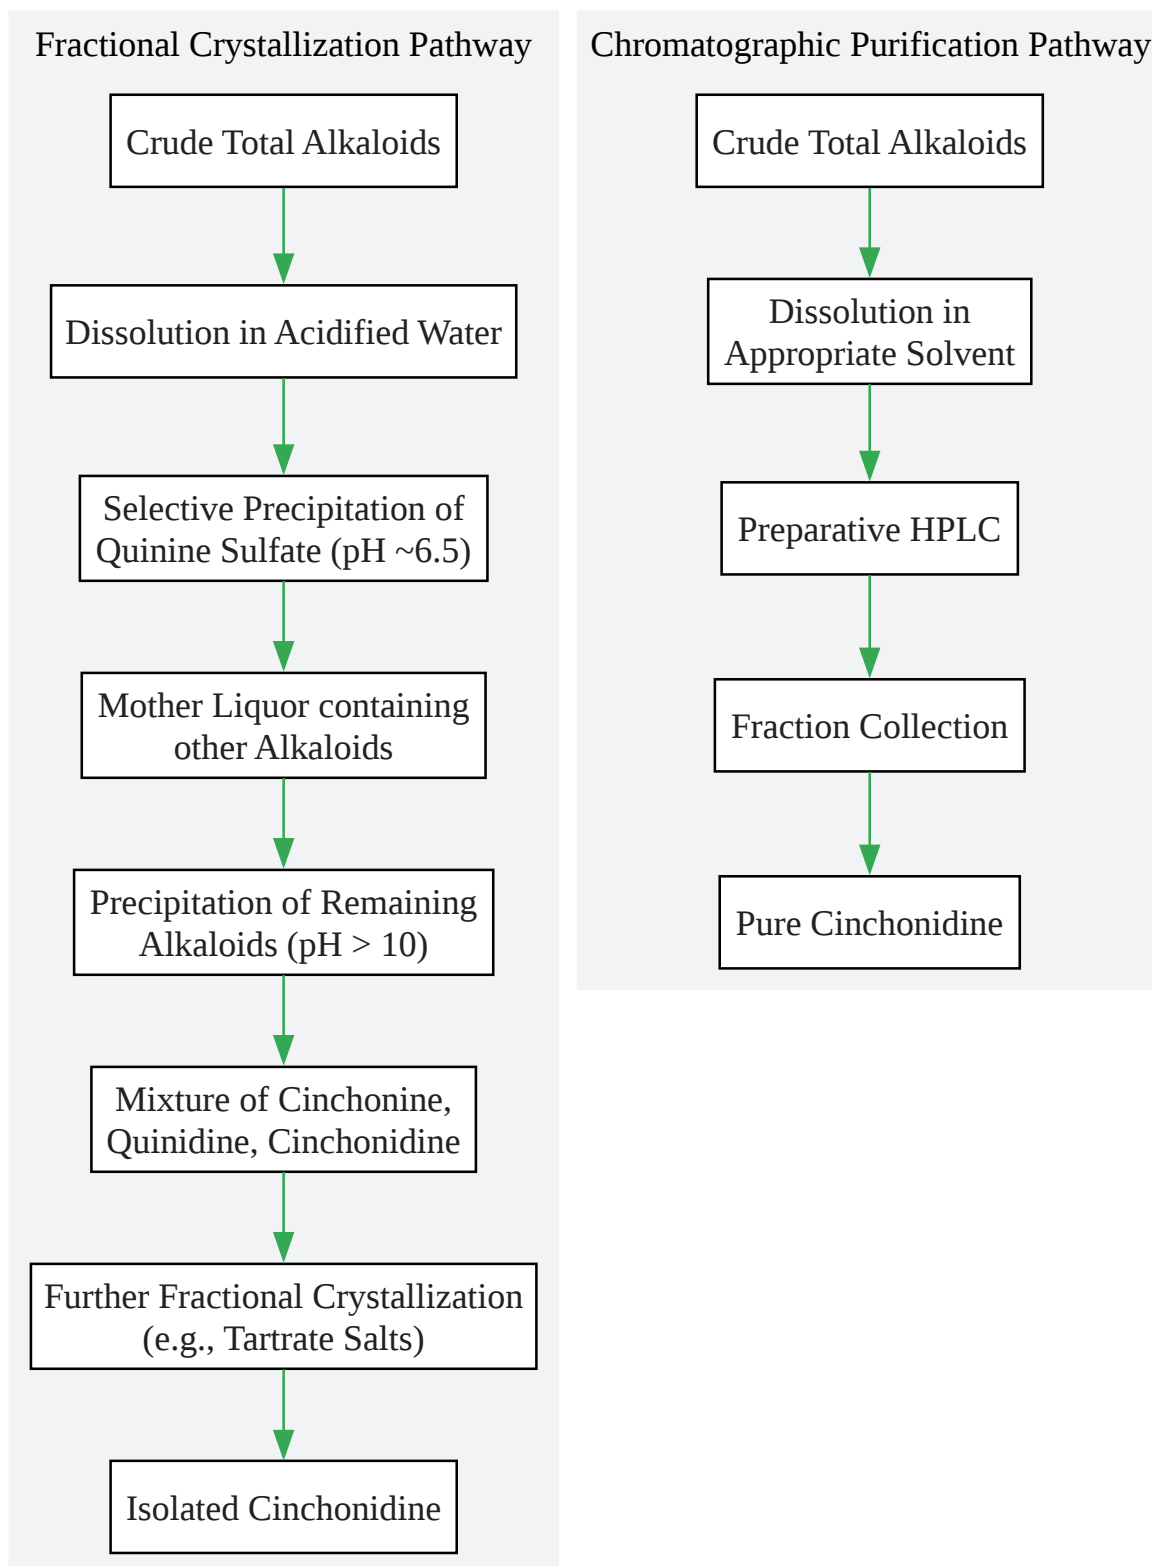 Fractional Crystallization Pathway
Crude Total Alkaloids
Dissolution in Acidified Water
Selective Precipitation of
Quinine Sulfate (pH ~6.5)
Mother Liquor containing
other Alkaloids
Precipitation of Remaining
Alkaloids (pH > 10)
Mixture of Cinchonine,
Quinidine, Cinchonidine
Further Fractional Crystallization
(e.g., Tartrate Salts)
Isolated Cinchonidine
Chromatographic Purification Pathway
Crude Total Alkaloids
Dissolution in
Appropriate Solvent
Preparative HPLC
Fraction Collection
Pure Cinchonidine